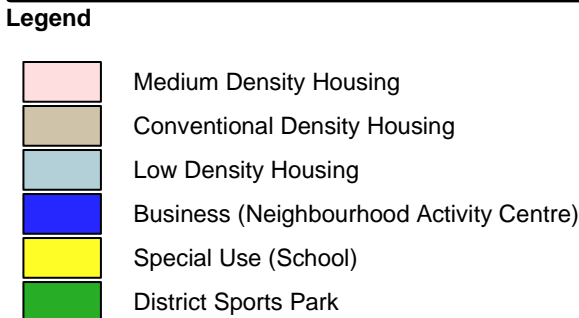 Legend
Medium Density Housing
Conventional Density Housing
Low Density Housing
Business (Neighbourhood Activity Centre)
Special Use (School)
District Sports Park